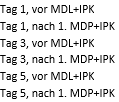 Tag 1, vor MDL+IPK
Tag 1, nach 1. MDP+IPK
Tag 3, vor MDL+IPK
Tag 3, nach 1. MDP+IPK
Tag 5, vor MDL+IPK
Tag 5, nach 1. MDP+IPK